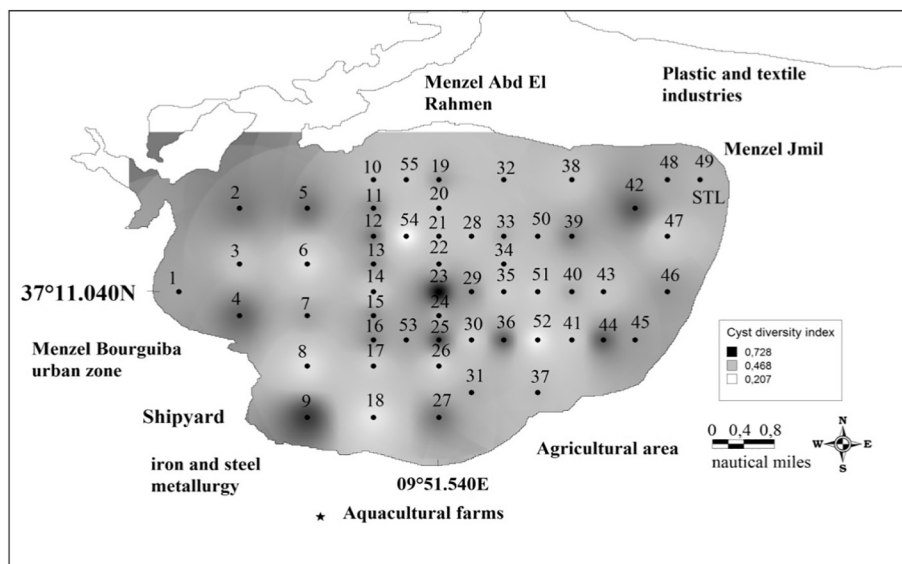 Plastic and textile
industries
Menzel Abd El
Rahmen
Menzel Jmil
10 55 19 32 38 48 49
STL
2 5 11 20 42
12 54 21 28 33 50 39 47
3 6 13 22 34
1 14 23 29 35 51 40 43 46
37°11.040N
4 7 15 24
16 53 25 30 36 52 41 44 45
Menzel Bourguiba
urban zone
8 17 26
31 37
9 18 27
Shipyard
iron and steel
metallurgy
Agricultural area
09°51.540E
Aquacultural farms
Cyst diversity index
0,728
0,468
0,207
0 0,4 0,8
nautical miles
N
W E
S